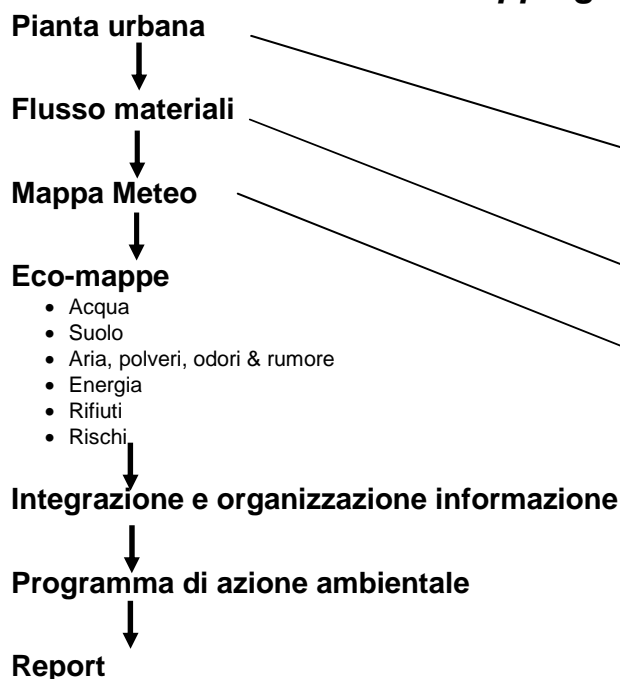 Pianta urbana
Flusso materiali
Mappa Meteo
Eco-mappe
• Acqua
• Suolo
• Aria, polveri, odori & rumore
• Energia
• Rifiuti
• Rischi
Integrazione e organizzazione informazione
Programma di azione ambientale
Report